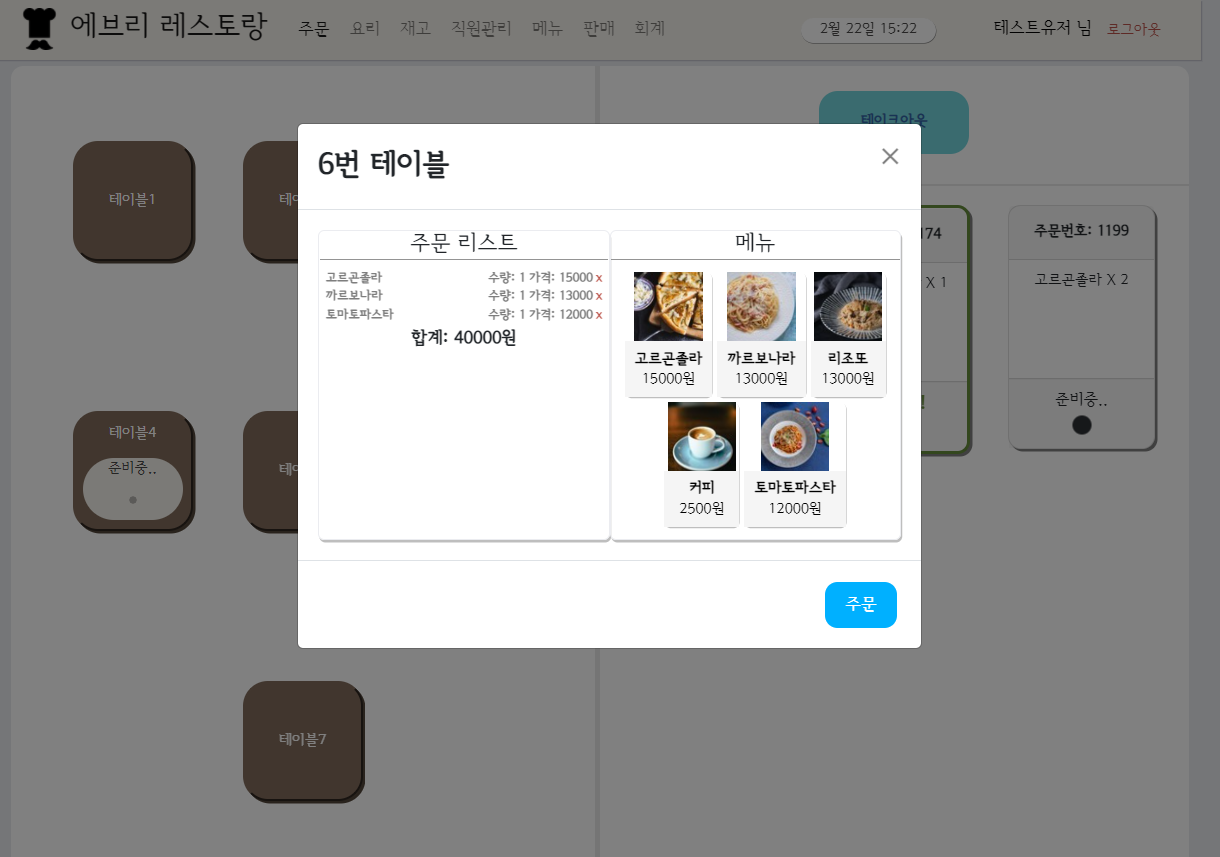 에브리 레스토랑 주문 요리 재고 직원관리 메뉴 판매 회계 2월 22일 15:22 테스트유저 님 로그아웃
테이크아웃
6번 테이블
주문 리스트
고르곤졸라 수량: 1 가격: 15000 x
까르보나라 수량: 1 가격: 13000 x
토마토파스타 수량: 1 가격: 12000 x
합계: 40000원
메뉴
고르곤졸라 까르보나라 리조또
15000원 13000원 13000원
커피 토마토파스타
2500원 12000원
주문
테이블1
테이블4
준비중..
테이블7
174
X 1
!
주문번호: 1199
고르곤졸라 X 2
준비중..